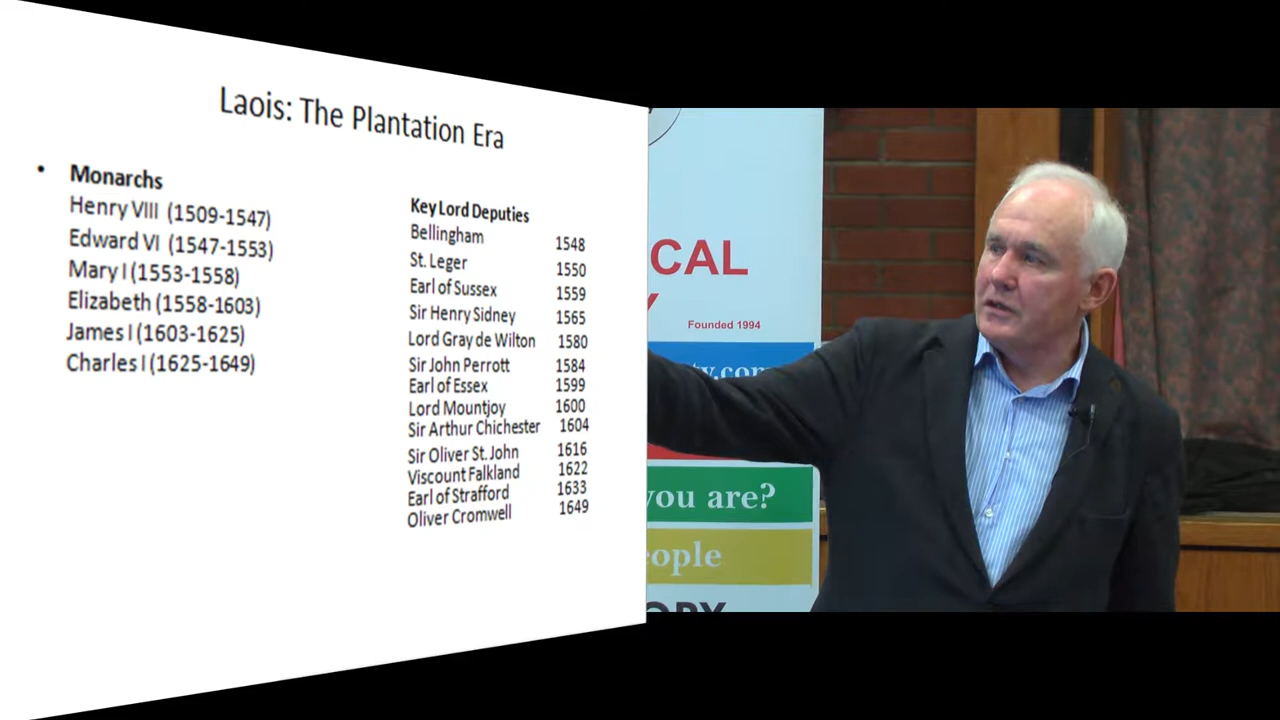 Laois: The Plantation Era
• Monarchs
Henry VIII (1509-1547)
Edward VI (1547-1553)
Mary I (1553-1558)
Elizabeth (1558-1603)
James I (1603-1625)
Charles I (1625-1649)
Key Lord Deputies
Bellingham 1548
St. Leger 1550
Earl of Sussex 1559
Sir Henry Sidney 1565
Lord Gray de Wilton 1580
Sir John Perrott 1584
Earl of Essex 1599
Lord Mountjoy 1600
Sir Arthur Chichester 1604
Sir Oliver St. John 1616
Viscount Falkland 1622
Earl of Strafford 1633
Oliver Cromwell 1649
ICAL
Y
Founded 1994
ty.com
you are?
eople
ORY